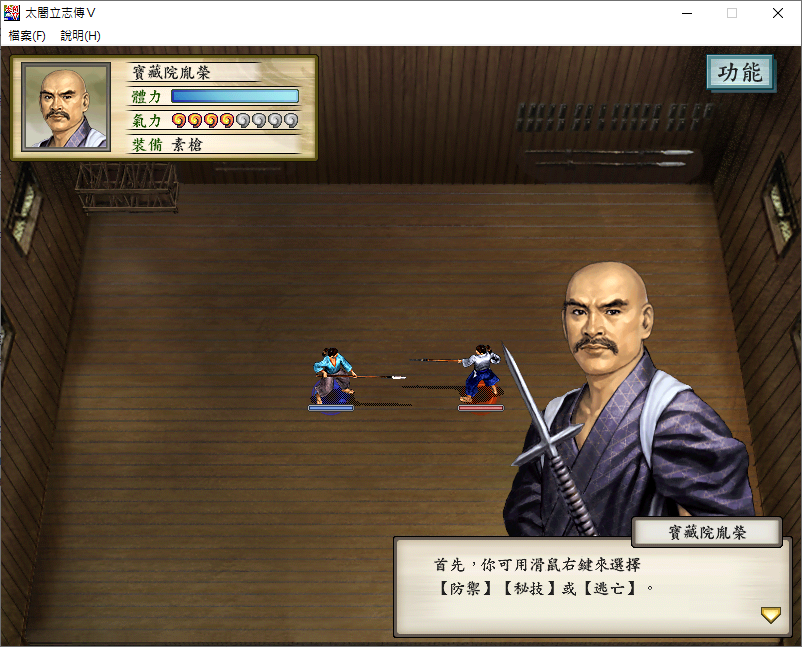 太閤立志傳Ⅴ
檔案(F) 說明(H)
寶藏院胤榮
體力
氣力
裝備 素槍
功能
寶藏院胤榮
首先，你可用滑鼠右鍵來選擇
【防禦】【秘技】或【逃亡】。